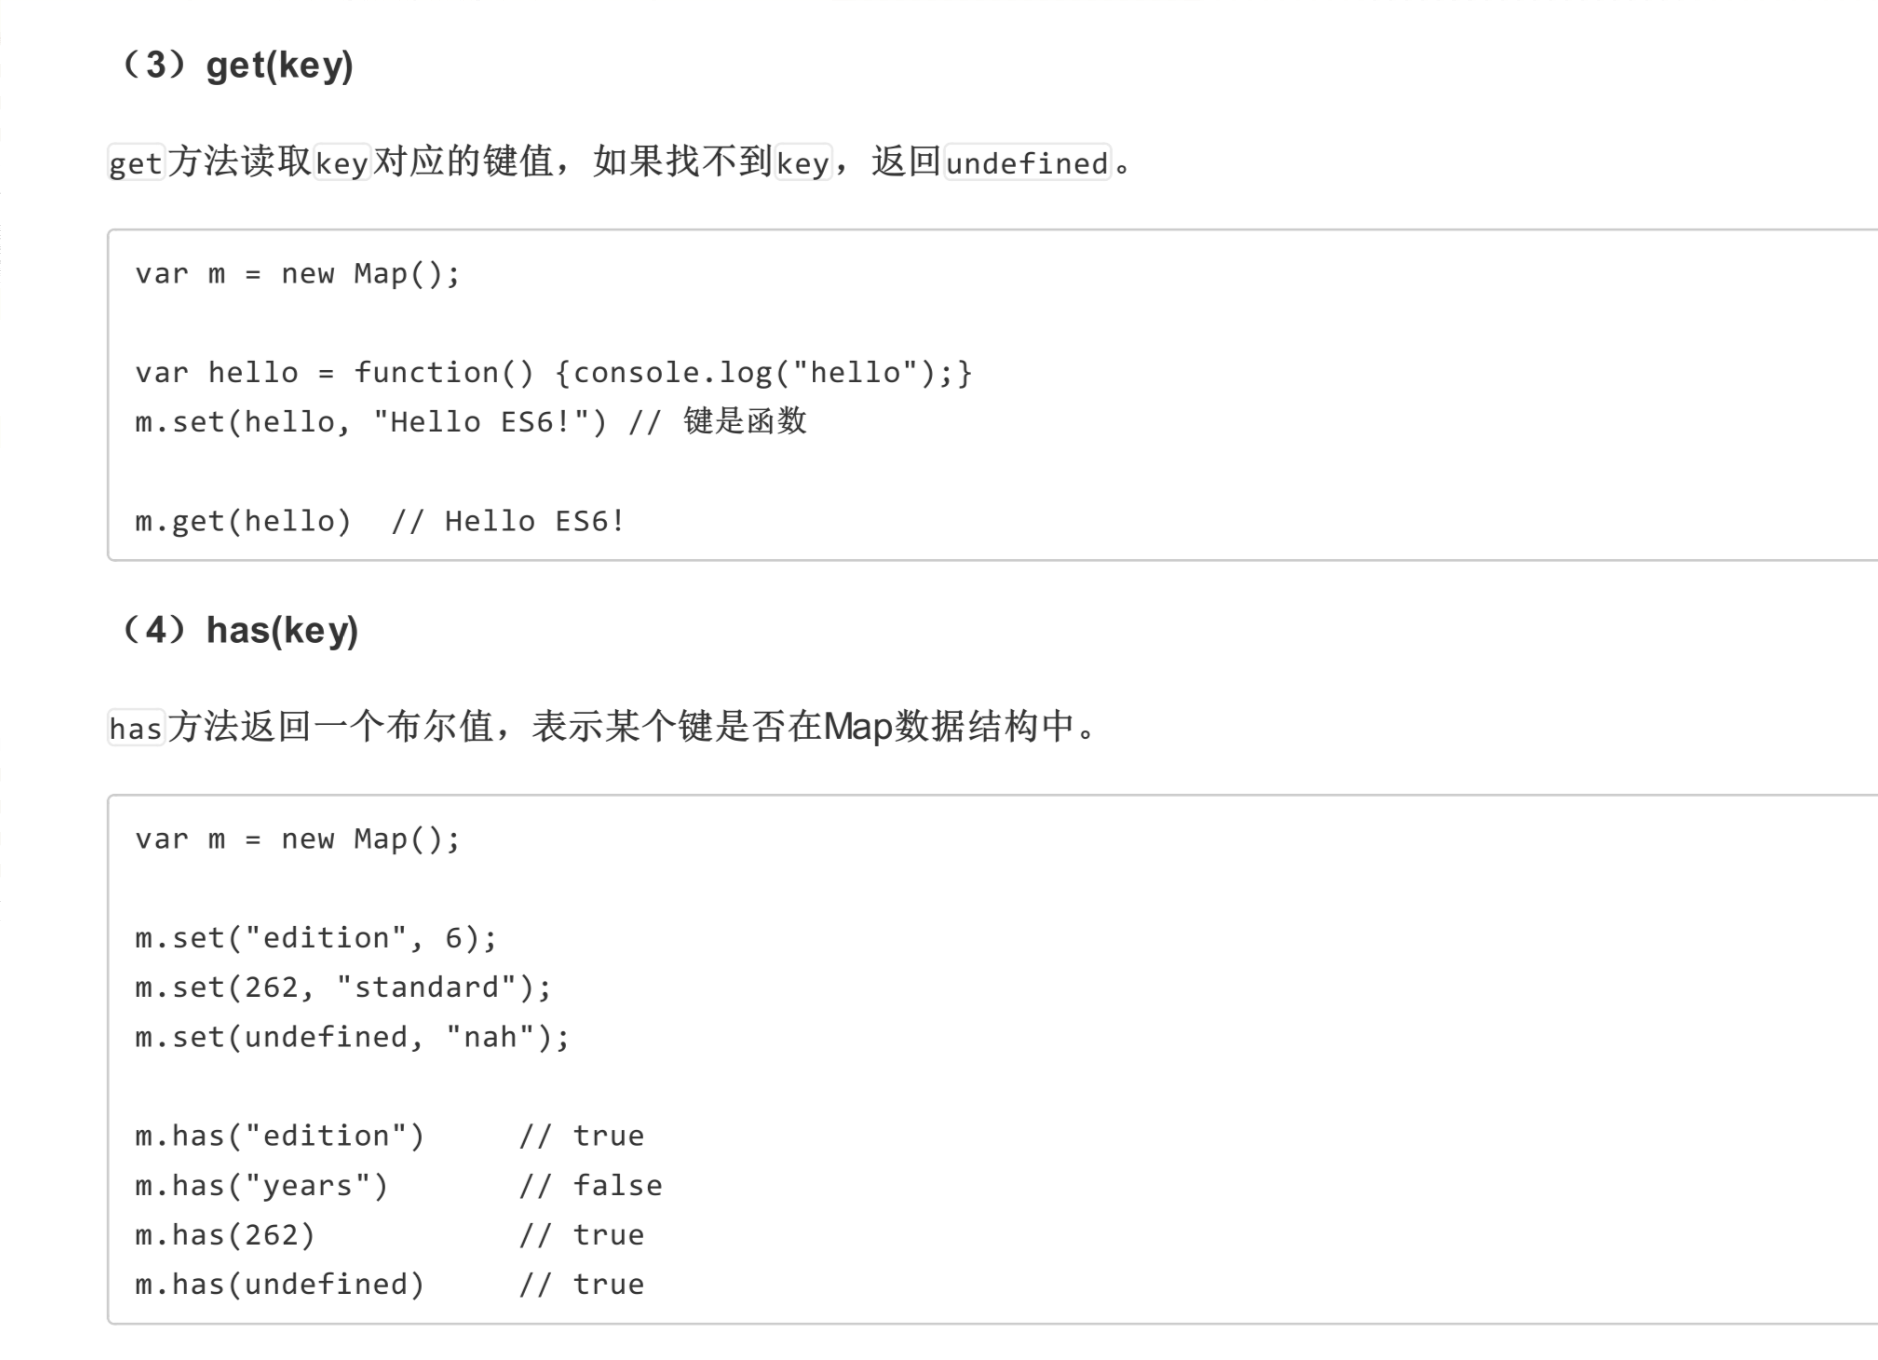 （3）get(key)
get方法读取key对应的键值，如果找不到key，返回undefined。
var m = new Map();
var hello = function() {console.log("hello");}
m.set(hello, "Hello ES6!") // 键是函数
m.get(hello)  // Hello ES6!
（4）has(key)
has方法返回一个布尔值，表示某个键是否在Map数据结构中。
var m = new Map();
m.set("edition", 6);
m.set(262, "standard");
m.set(undefined, "nah");
m.has("edition")     // true
m.has("years")       // false
m.has(262)           // true
m.has(undefined)     // true